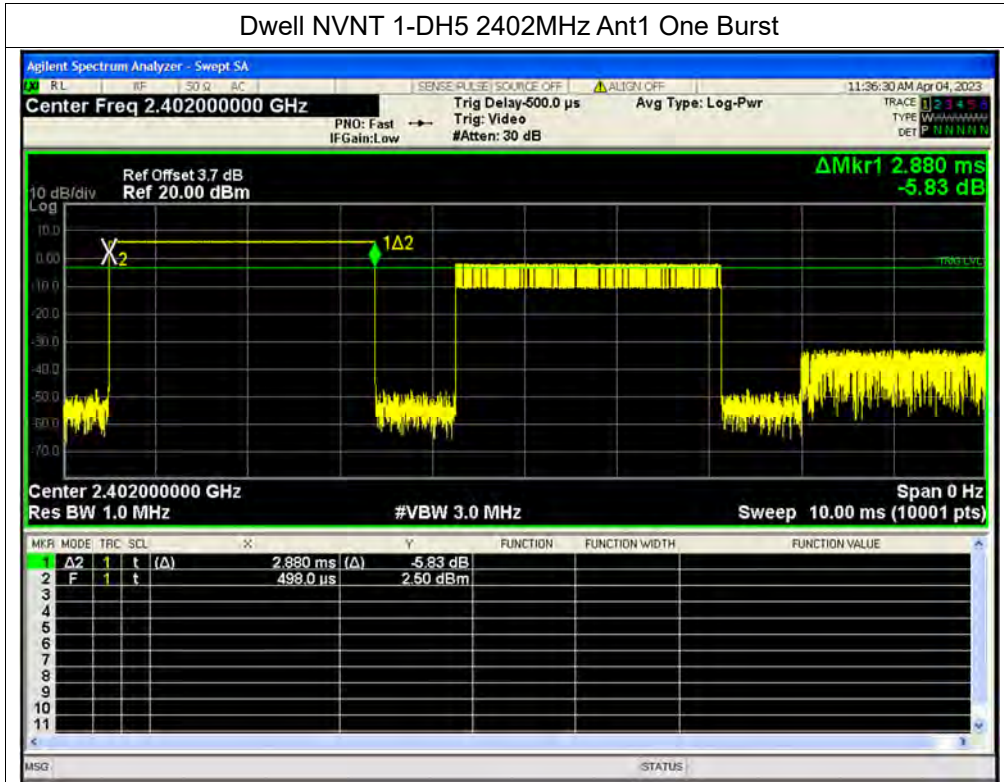 Dwell NVNT 1-DH5 2402MHz Ant1 One Burst
Agilent Spectrum Analyzer - Swept SA
LXI RL RF 50 Ω AC SENSE:PULSE SOURCE OFF ALIGN OFF 11:36:30 AM Apr 04, 2023
Center Freq 2.402000000 GHz Trig Delay-500.0 µs Avg Type: Log-Pwr TRACE 1 2 3 4 5 6
PNO: Fast Trig: Video TYPE W
IFGain:Low #Atten: 30 dB DET P N N N N N
ΔMkr1 2.880 ms
Ref Offset 3.7 dB
-5.83 dB
10 dB/div Ref 20.00 dBm
Log
10.0
1Δ2
2
0.00
TRIG LVL
-10.0
-20.0
-30.0
-40.0
-50.0
-60.0
-70.0
Center 2.402000000 GHz Span 0 Hz
Res BW 1.0 MHz #VBW 3.0 MHz Sweep 10.00 ms (10001 pts)
MKR MODE TRC SCL X Y FUNCTION FUNCTION WIDTH FUNCTION VALUE
1 Δ2 1 t (Δ) 2.880 ms (Δ) -5.83 dB
2 F 1 t 498.0 µs 2.50 dBm
3
4
5
6
7
8
9
10
11
MSG STATUS